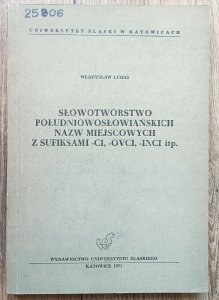 25806
UNIWERSYTET ŚLĄSKI W KATOWICACH
WŁADYSŁAW LUBAŚ
SŁOWOTWÓRSTWO
POŁUDNIOWOSŁOWIAŃSKICH
NAZW MIEJSCOWYCH
Z SUFIKSAMI -CI, -OVCI, -INCI itp.
WYDAWNICTWO UNIWERSYTETU ŚLĄSKIEGO
KATOWICE 1971